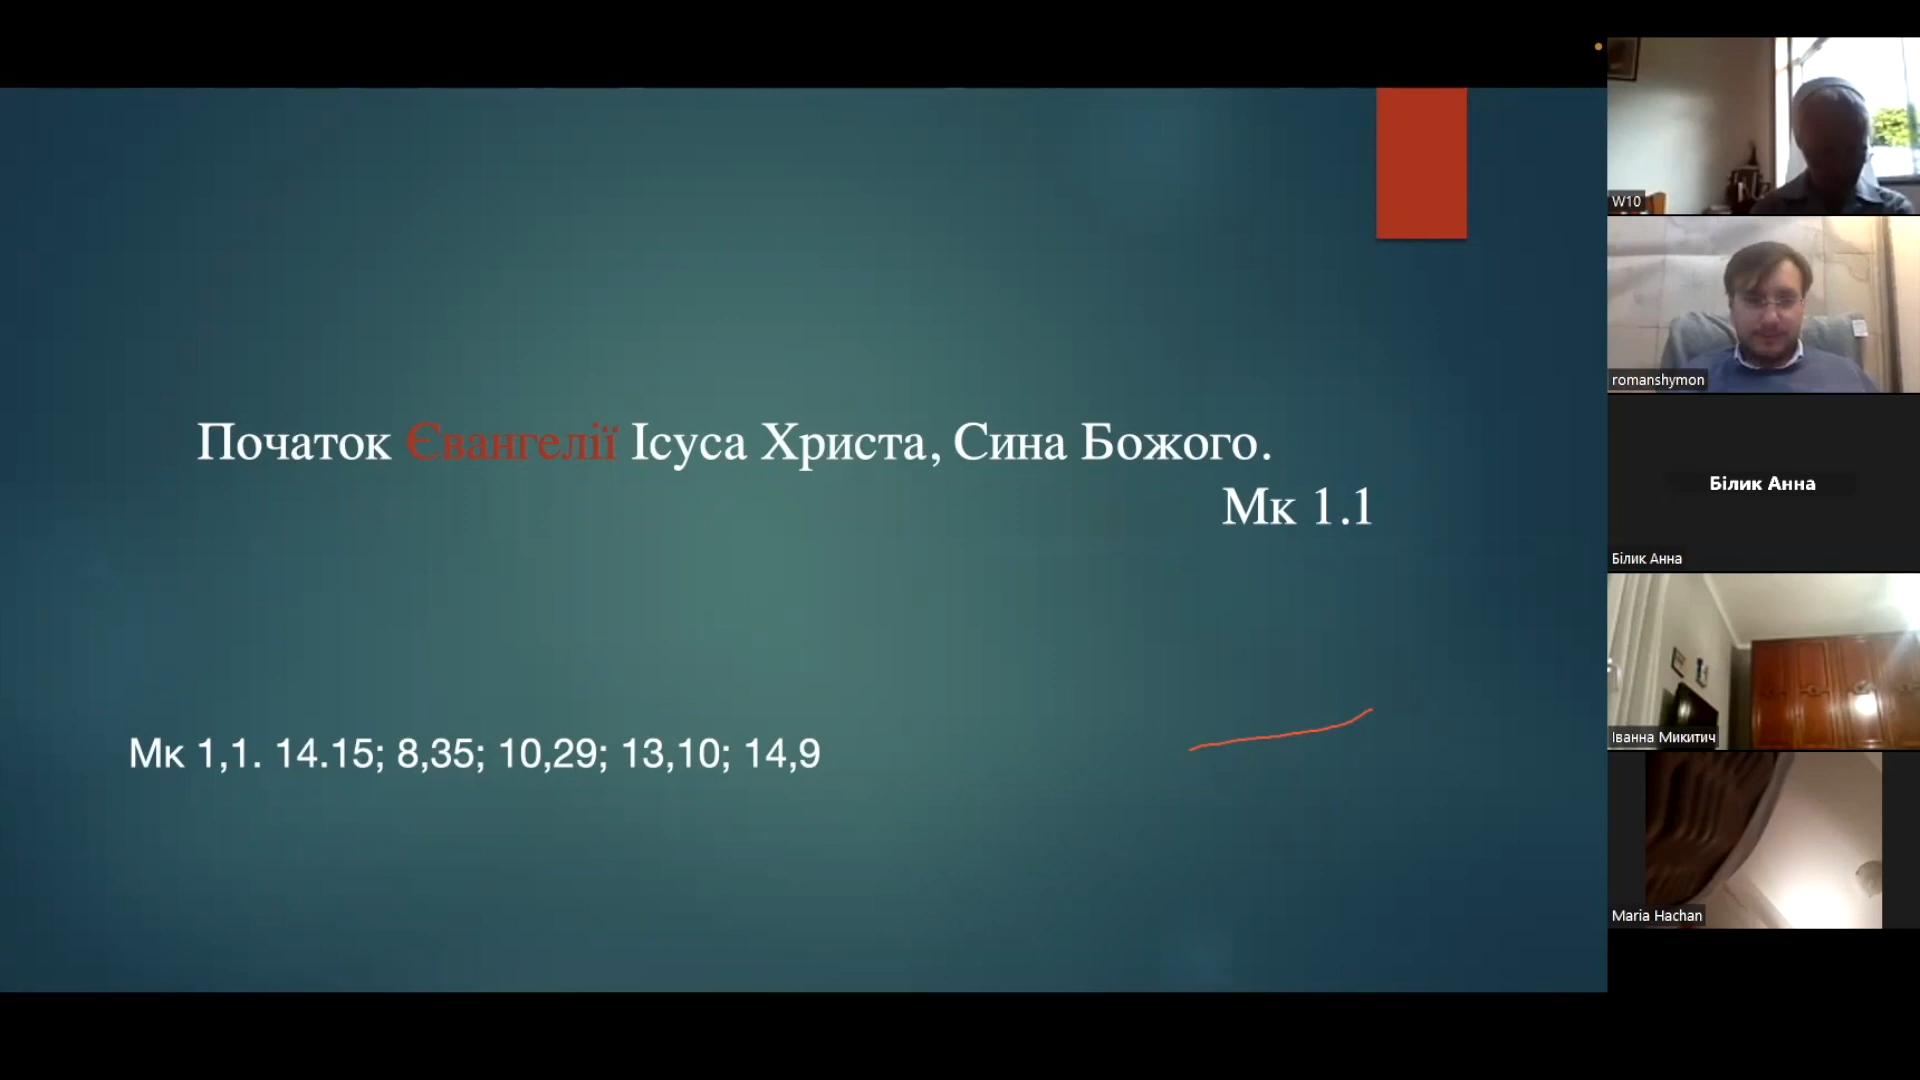 Початок Євангелії Ісуса Христа, Сина Божого.
Мк 1.1
Мк 1,1. 14.15; 8,35; 10,29; 13,10; 14,9
W10
romanshymon
Білик Анна
Білик Анна
Іванна Микитич
Maria Hachan